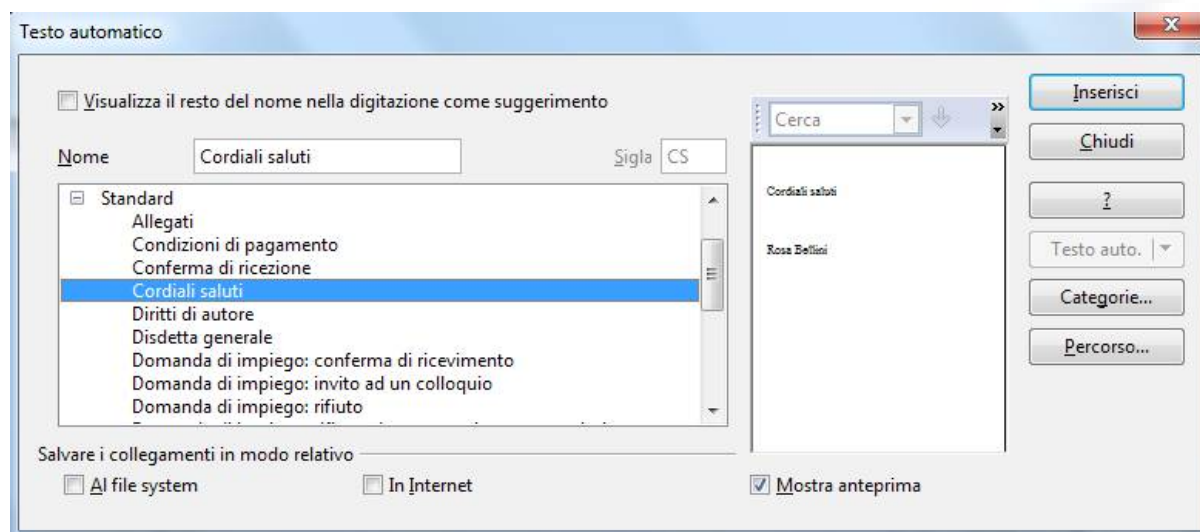 Testo automatico
Visualizza il resto del nome nella digitazione come suggerimento
Nome
Cordiali saluti
Sigla
CS
Standard
Allegati
Condizioni di pagamento
Conferma di ricezione
Cordiali saluti
Diritti di autore
Disdetta generale
Domanda di impiego: conferma di ricevimento
Domanda di impiego: invito ad un colloquio
Domanda di impiego: rifiuto
Cerca
Cordiali saluti
Rosa Bellini
Inserisci
Chiudi
?
Testo auto.
Categorie...
Percorso...
Salvare i collegamenti in modo relativo
Al file system
In Internet
Mostra anteprima